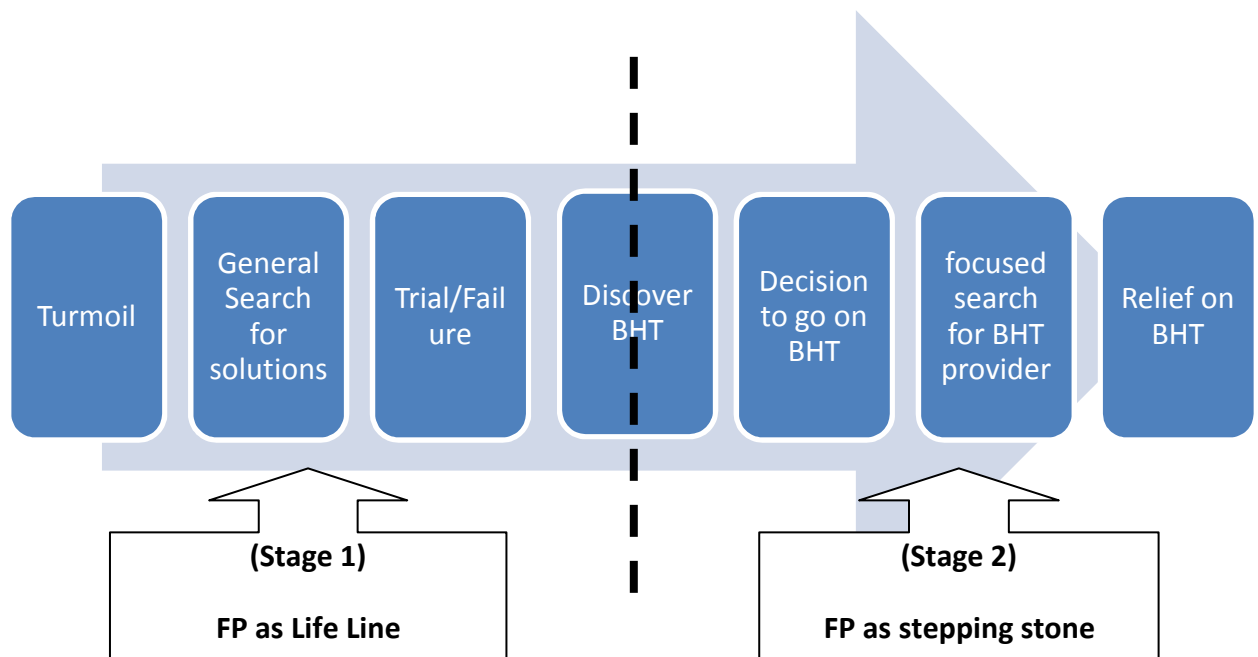 Turmoil
General
Search
for
solutions
Trial/Fail
ure
Discover
BHT
Decision
to go on
BHT
focused
search
for BHT
provider
Relief on
BHT
(Stage 1)
FP as Life Line
(Stage 2)
FP as stepping stone